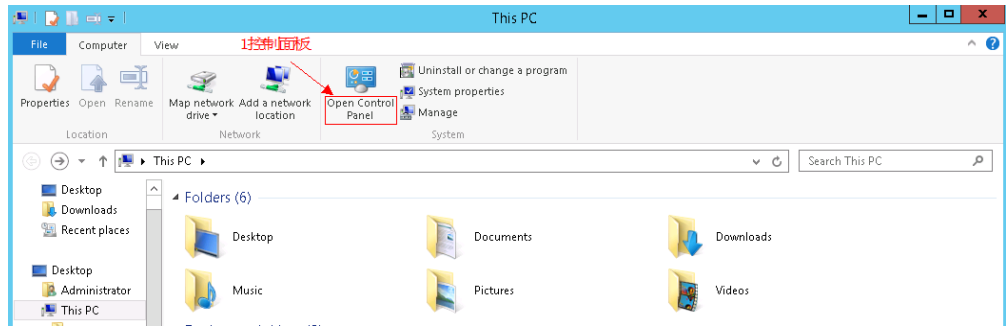 This PC
File Computer View 1控制面板
Uninstall or change a program
System properties
Manage
Properties Open Rename
Map network drive
Add a network location
Open Control Panel
Location Network System
This PC
Search This PC
Desktop
Downloads
Recent places
Desktop
Administrator
This PC
Folders (6)
Desktop Documents Downloads
Music Pictures Videos